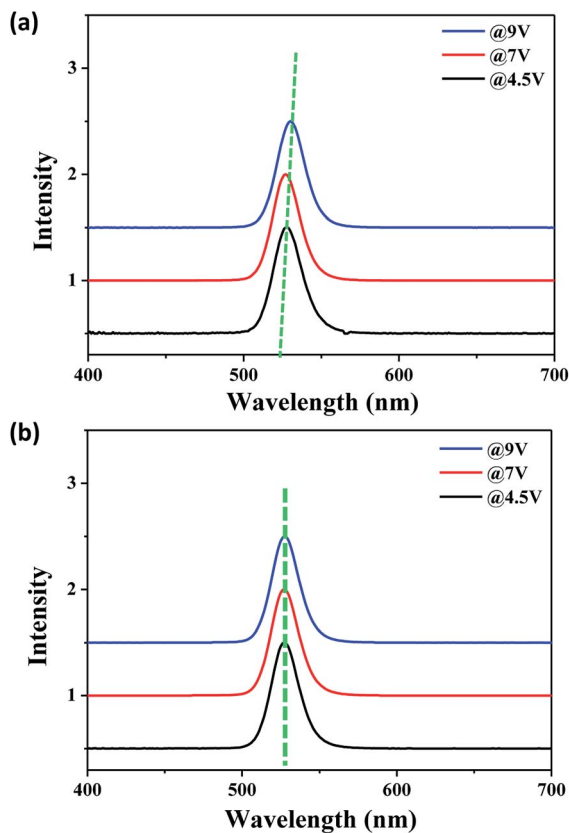 (a)
@9V
@7V
@4.5V
3
2
1
Intensity
400
500
600
700
Wavelength (nm)
(b)
@9V
@7V
@4.5V
3
2
1
Intensity
400
500
600
700
Wavelength (nm)